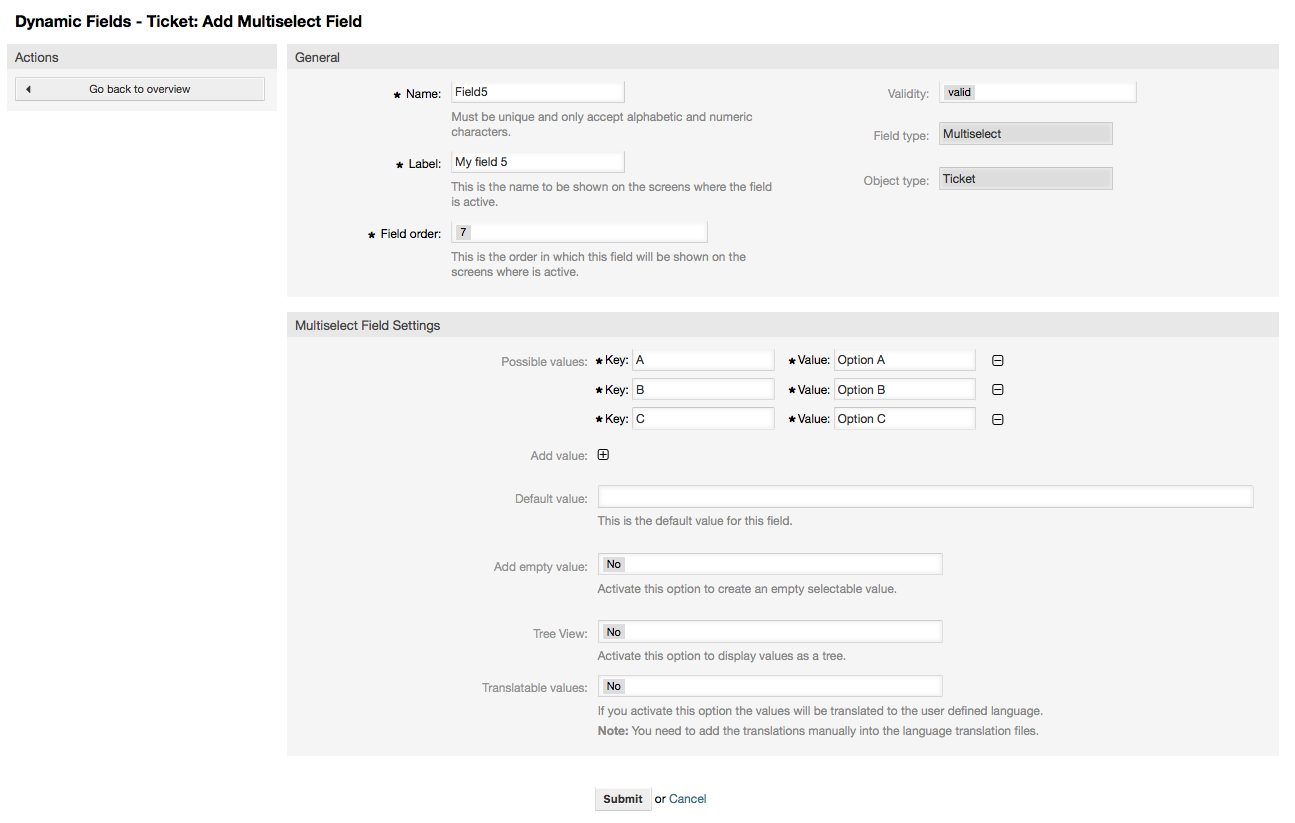 Dynamic Fields - Ticket: Add Multiselect Field
Actions
Go back to overview
General
★ Name: Field5
Must be unique and only accept alphabetic and numeric
characters.
★ Label: My field 5
This is the name to be shown on the screens where the field
is active.
★ Field order: 7
This is the order in which this field will be shown on the
screens where is active.
Validity: valid
Field type: Multiselect
Object type: Ticket
Multiselect Field Settings
Possible values: ★ Key: A ★ Value: Option A
★ Key: B ★ Value: Option B
★ Key: C ★ Value: Option C
Add value:
Default value:
This is the default value for this field.
Add empty value: No
Activate this option to create an empty selectable value.
Tree View: No
Activate this option to display values as a tree.
Translatable values: No
If you activate this option the values will be translated to the user defined language.
Note: You need to add the translations manually into the language translation files.
Submit or Cancel